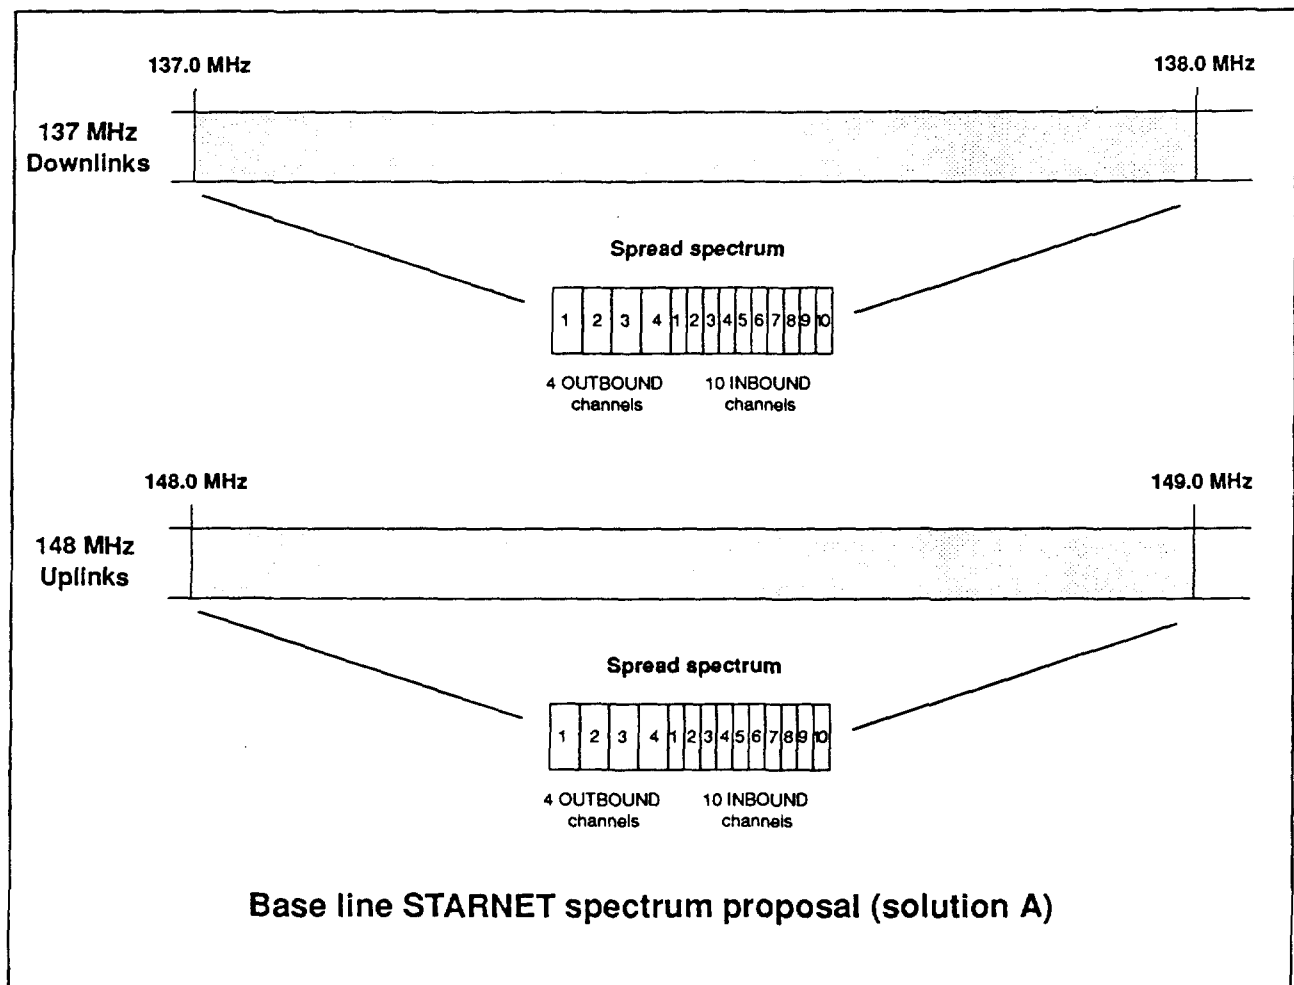 137.0 MHz 138.0 MHz
137 MHz
Downlinks
Spread spectrum
1 2 3 4 1 2 3 4 5 6 7 8 9 10
4 OUTBOUND channels
10 INBOUND channels
148.0 MHz 149.0 MHz
148 MHz
Uplinks
Spread spectrum
1 2 3 4 1 2 3 4 5 6 7 8 9 10
4 OUTBOUND channels
10 INBOUND channels
Base line STARNET spectrum proposal (solution A)